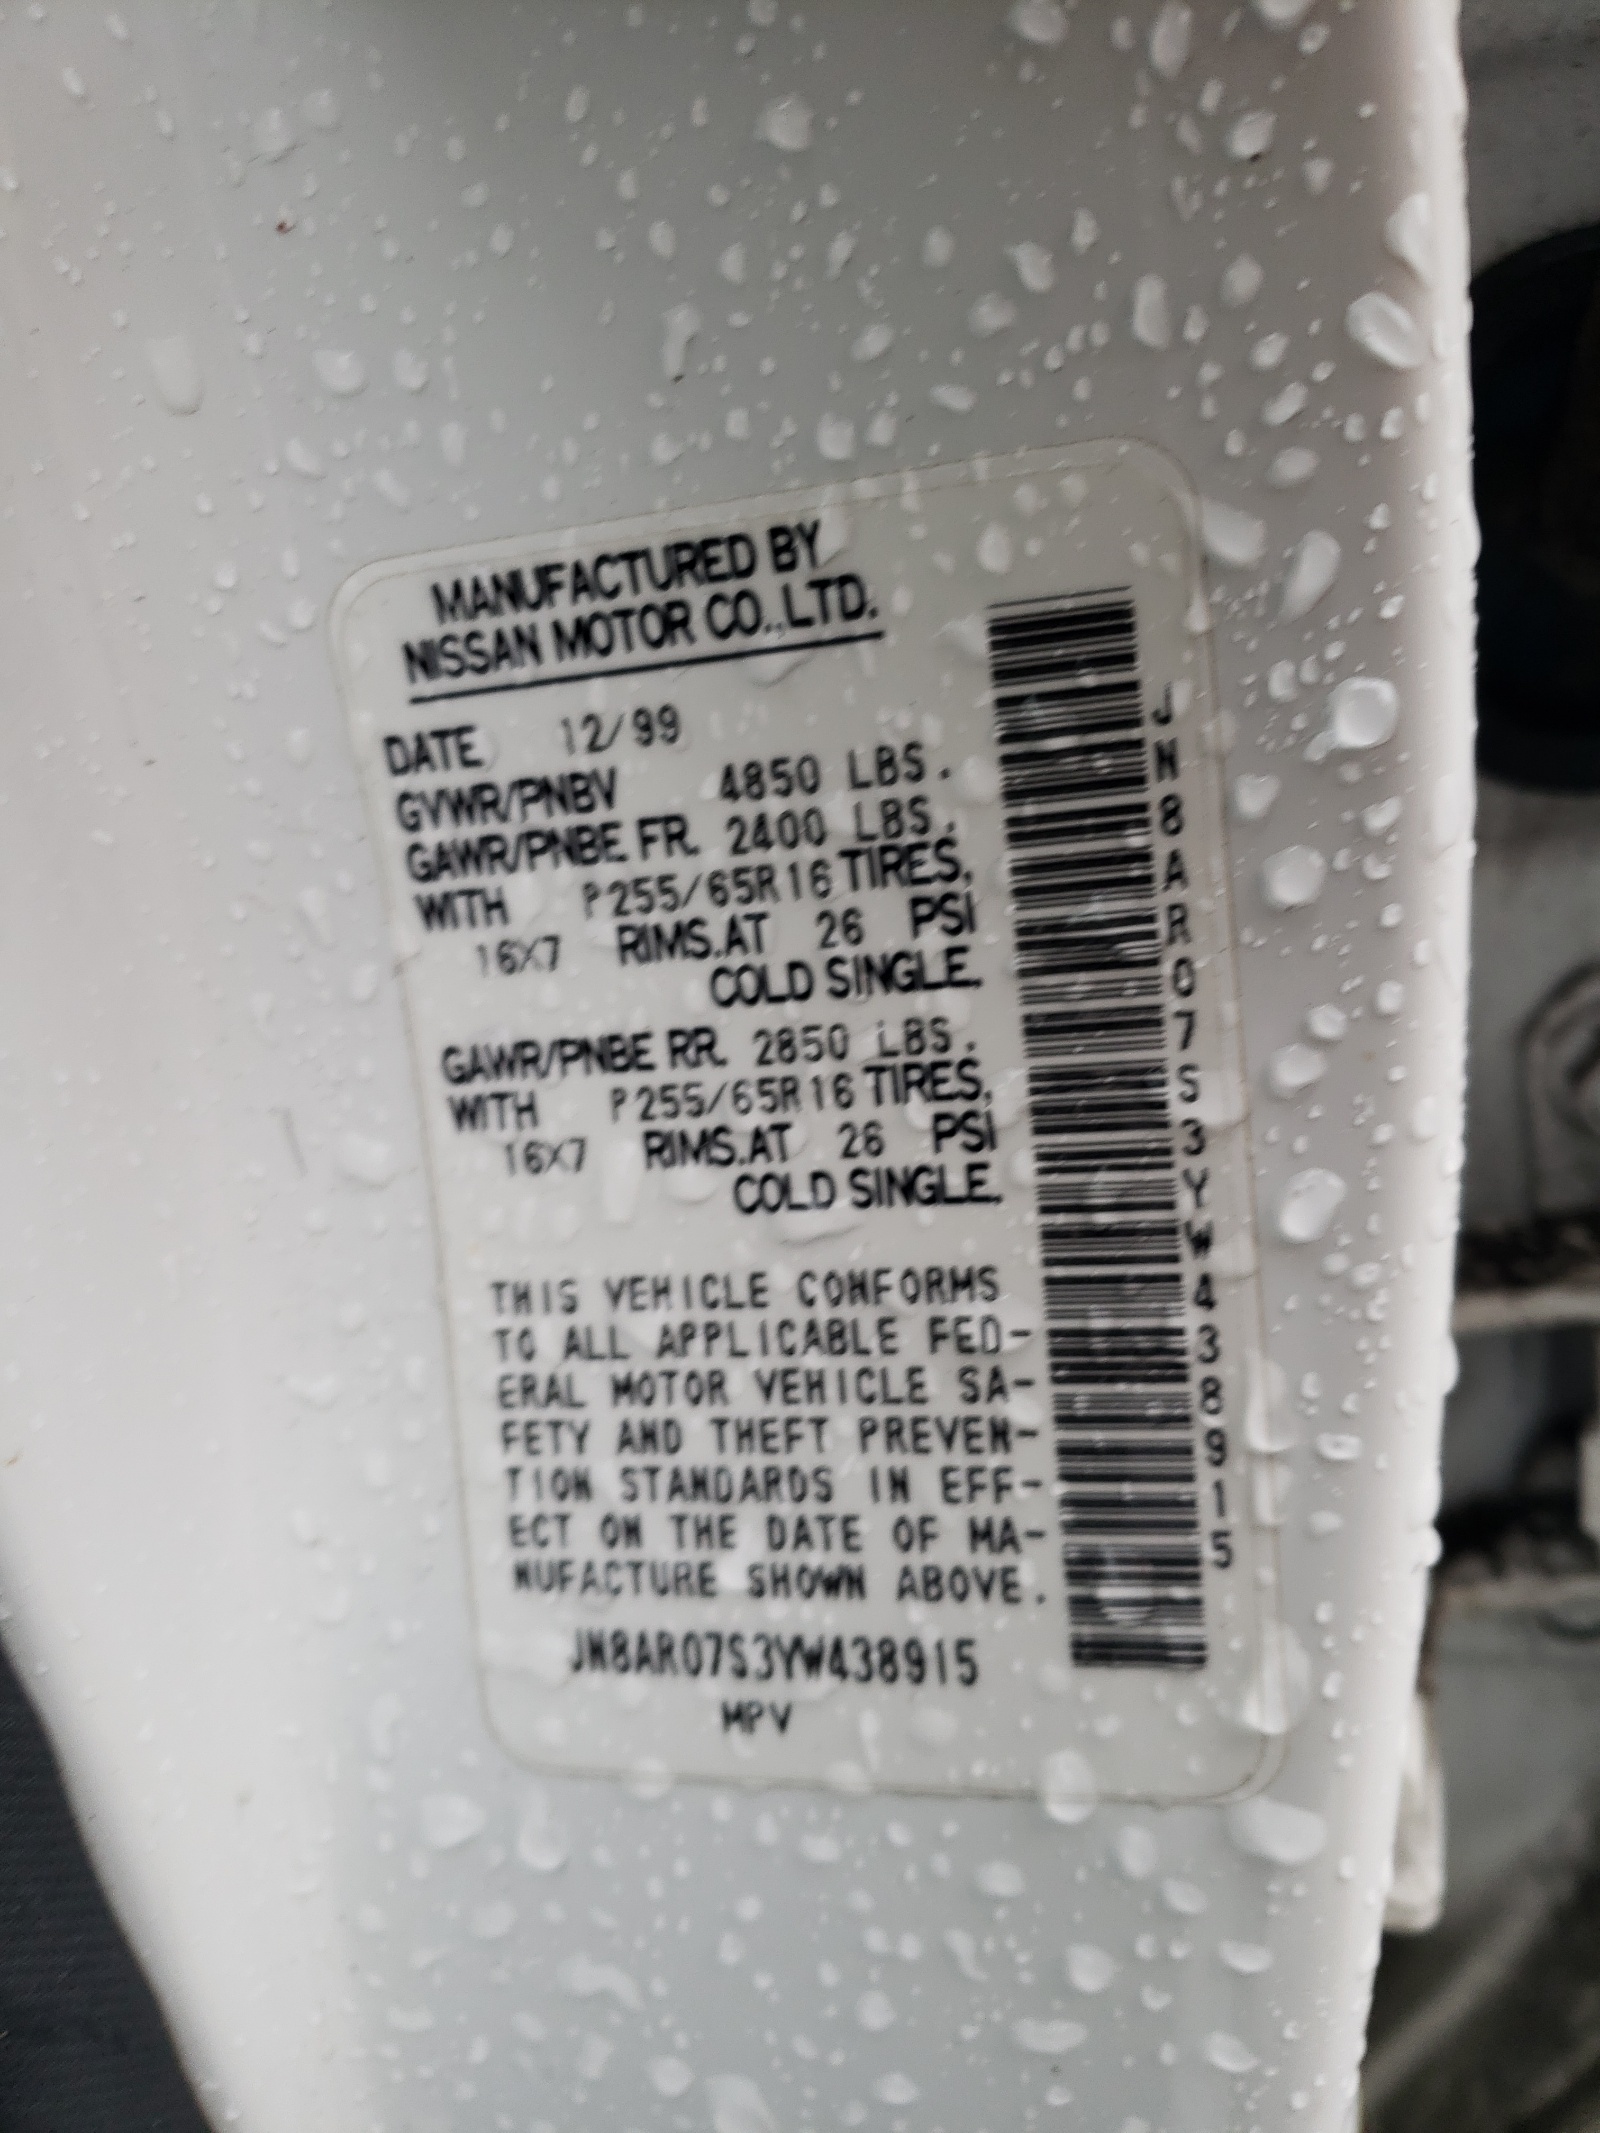 MANUFACTURED BY
NISSAN MOTOR CO., LTD.
DATE 12/99
GVWR/PNBV 4850 LBS.
GAWR/PNBE FR. 2400 LBS.
WITH P255/65R16 TIRES,
16X7 RIMS.AT 26 PSI
COLD SINGLE.
GAWR/PNBE RR. 2850 LBS.
WITH P255/65R16 TIRES,
16X7 RIMS.AT 26 PSI
COLD SINGLE.
THIS VEHICLE CONFORMS
TO ALL APPLICABLE FED-
ERAL MOTOR VEHICLE SA-
FETY AND THEFT PREVEN-
TION STANDARDS IN EFF-
ECT ON THE DATE OF MA-
NUFACTURE SHOWN ABOVE.
JN8AR07S3YW438915
MPV
JN8AR07S3YW438915